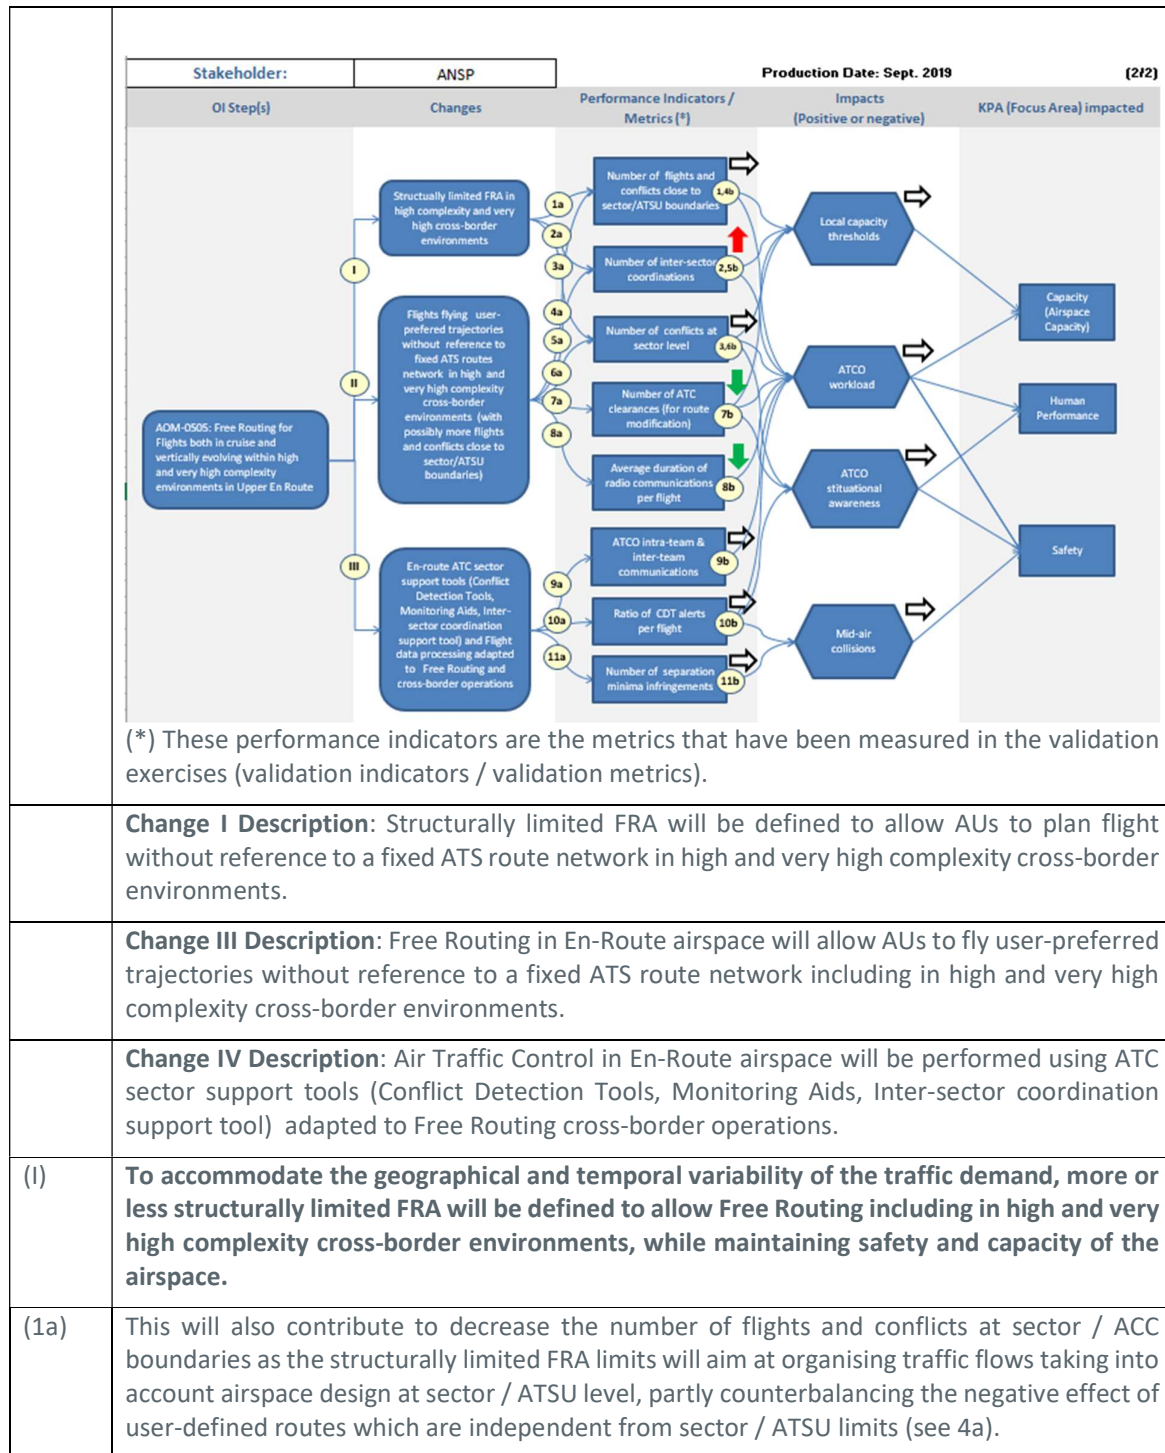 Stakeholder:
ANSP
Production Date: Sept. 2019
(2/2)
OI Step(s)
Changes
Performance Indicators /
Metrics (*)
Impacts
(Positive or negative)
KPA (Focus Area) impacted
AOM-0505: Free Routing for
Flights both in cruise and
vertically evolving within high
and very high complexity
environments in Upper En Route
I
II
III
Structually limited FRA in
high complexity and very
high cross-border
environments
Flights flying user-
prefered trajectories
without reference to
fixed ATS routes
network in high and
very high complexity
cross-border
environments (with
possibly more flights
and conflicts close to
sector/ATSU
boundaries)
En-route ATC sector
support tools (Conflict
Detection Tools,
Monitoring Aids, Inter-
sector coordination
support tool) and Flight
data processing adapted
to Free Routing and
cross-border operations
1a
2a
3a
4a
5a
6a
7a
8a
9a
10a
11a
Number of flights and
conflicts close to
sector/ATSU boundaries
1,4b
Number of inter-sector
coordinations
2,5b
Number of conflicts at
sector level
3,6b
Number of ATC
clearances (for route
modification)
7b
Average duration of
radio communications
per flight
8b
ATCO intra-team &
inter-team
communications
9b
Ratio of CDT alerts
per flight
10b
Number of separation
minima infringements
11b
Local capacity
thresholds
ATCO
workload
ATCO
stituational
awareness
Mid-air
collisions
Capacity
(Airspace
Capacity)
Human
Performance
Safety
(*) These performance indicators are the metrics that have been measured in the validation
exercises (validation indicators / validation metrics).
Change I Description: Structurally limited FRA will be defined to allow AUs to plan flight
without reference to a fixed ATS route network in high and very high complexity cross-border
environments.
Change III Description: Free Routing in En-Route airspace will allow AUs to fly user-preferred
trajectories without reference to a fixed ATS route network including in high and very high
complexity cross-border environments.
Change IV Description: Air Traffic Control in En-Route airspace will be performed using ATC
sector support tools (Conflict Detection Tools, Monitoring Aids, Inter-sector coordination
support tool) adapted to Free Routing cross-border operations.
(I) To accommodate the geographical and temporal variability of the traffic demand, more or
less structurally limited FRA will be defined to allow Free Routing including in high and very
high complexity cross-border environments, while maintaining safety and capacity of the
airspace.
(1a) This will also contribute to decrease the number of flights and conflicts at sector / ACC
boundaries as the structurally limited FRA limits will aim at organising traffic flows taking into
account airspace design at sector / ATSU level, partly counterbalancing the negative effect of
user-defined routes which are independent from sector / ATSU limits (see 4a).